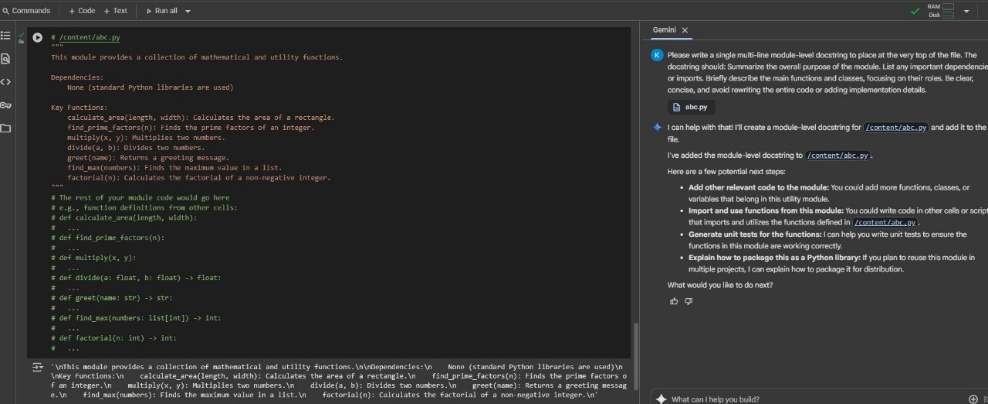 Commands + Code + Text Run all RAM Disk
# /content/abc.py
"""
This module provides a collection of mathematical and utility functions.
Dependencies:
None (standard Python libraries are used)
Key Functions:
calculate_area(length, width): Calculates the area of a rectangle.
find_prime_factors(n): Finds the prime factors of an integer.
multiply(x, y): Multiplies two numbers.
divide(a, b): Divides two numbers.
greet(name): Returns a greeting message.
find_max(numbers): Finds the maximum value in a list.
factorial(n): Calculates the factorial of a non-negative integer.
"""
# The rest of your module code would go here
# e.g., function definitions from other cells:
# def calculate_area(length, width):
# ...
# def find_prime_factors(n):
# ...
# def multiply(x, y):
# ...
# def divide(a: float, b: float) -> float:
# ...
# def greet(name: str) -> str:
# ...
# def find_max(numbers: list[int]) -> int:
# ...
# def factorial(n: int) -> int:
# ...
'\nThis module provides a collection of mathematical and utility functions.\n\nDependencies:\n    None (standard Python libraries are used)\n
\nKey Functions:\n    calculate_area(length, width): Calculates the area of a rectangle.\n    find_prime_factors(n): Finds the prime factors o
f an integer.\n    multiply(x, y): Multiplies two numbers.\n    divide(a, b): Divides two numbers.\n    greet(name): Returns a greeting messag
e.\n    find_max(numbers): Finds the maximum value in a list.\n    factorial(n): Calculates the factorial of a non-negative integer.\n'
Gemini X
K Please write a single multi-line module-level docstring to place at the very top of the file. The
docstring should: Summarize the overall purpose of the module. List any important dependencie
or imports. Briefly describe the main functions and classes, focusing on their roles. Be clear,
concise, and avoid rewriting the entire code or adding implementation details.
abc.py
I can help with that! I'll create a module-level docstring for /content/abc.py and add it to the
file.
I've added the module-level docstring to /content/abc.py .
Here are a few potential next steps:
• Add other relevant code to the module: You could add more functions, classes, or
variables that belong in this utility module.
• Import and use functions from this module: You could write code in other cells or script
that imports and utilizes the functions defined in /content/abc.py .
• Generate unit tests for the functions: I can help you write unit tests to ensure the
functions in this module are working correctly.
• Explain how to package this as a Python library: If you plan to reuse this module in
multiple projects, I can explain how to package it for distribution.
What would you like to do next?
What can I help you build?